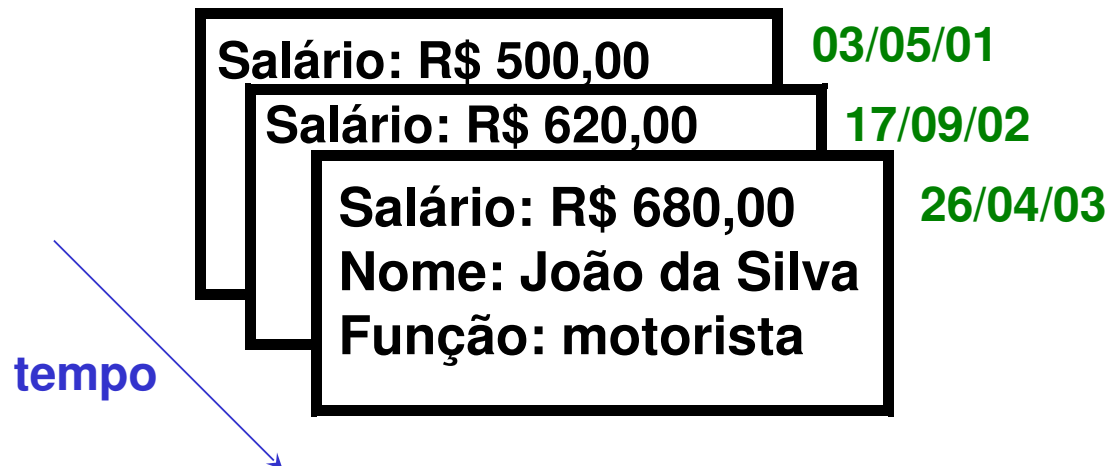 Salário: R$ 500,00
03/05/01
Salário: R$ 620,00
17/09/02
Salário: R$ 680,00
26/04/03
Nome: João da Silva
Função: motorista
tempo